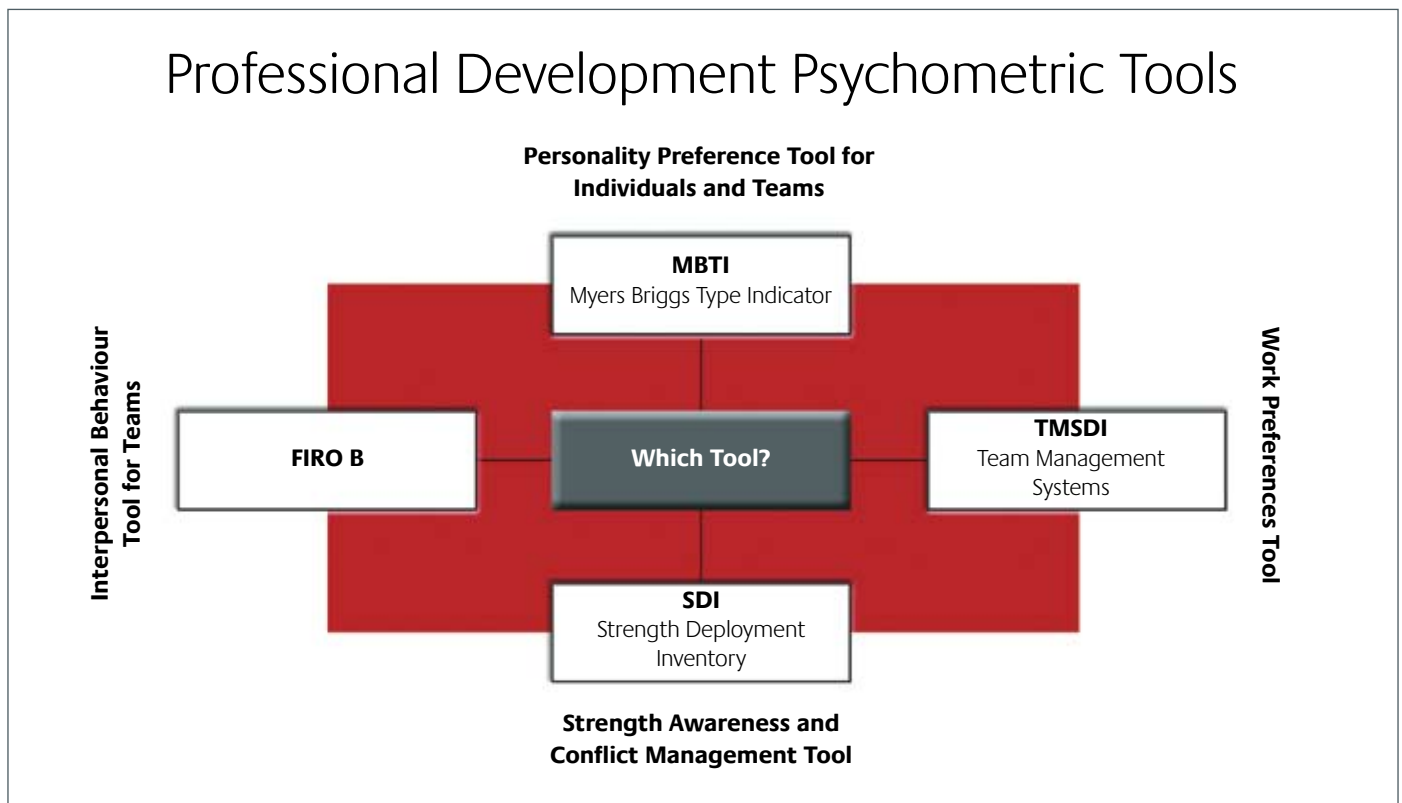 Professional Development Psychometric Tools
Personality Preference Tool for
Individuals and Teams
MBTI
Myers Briggs Type Indicator
Interpersonal Behaviour
Tool for Teams
FIRO B
Which Tool?
TMSDI
Team Management
Systems
Work Preferences Tool
SDI
Strength Deployment
Inventory
Strength Awareness and
Conflict Management Tool